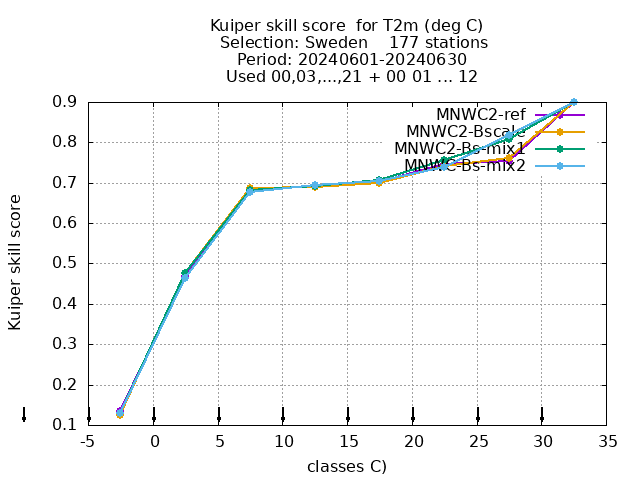 Kuiper skill score  for T2m (deg C)
Selection: Sweden    177 stations
Period: 20240601-20240630
Used 00,03,...,21 + 00 01 ... 12
MNWC2-ref
MNWC2-Bscale
MNWC2-Bs-mix1
MNWC-Bs-mix2
Kuiper skill score
0.9
0.8
0.7
0.6
0.5
0.4
0.3
0.2
0.1
-5 0 5 10 15 20 25 30 35
classes C)